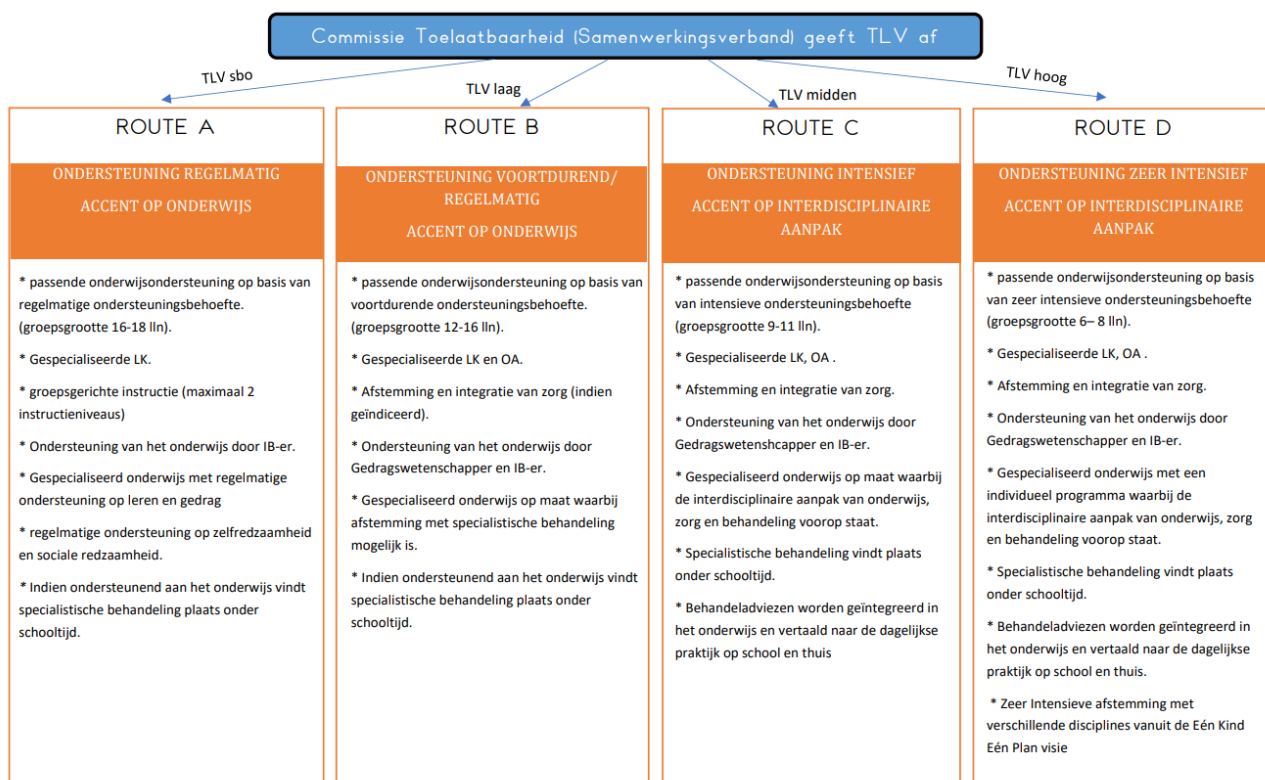 Commissie Toelaatbaarheid (Samenwerkingsverband) geeft TLV af
TLV sbo
TLV laag
TLV midden
TLV hoog
ROUTE A
ONDERSTEUNING REGELMATIG
ACCENT OP ONDERWIJS
* passende onderwijsondersteuning op basis van
regelmatige ondersteuningsbehoefte.
(groepsgrootte 16-18 lln).
* Gespecialiseerde LK.
* groepsgerichte instructie (maximaal 2
instructieniveaus)
* Ondersteuning van het onderwijs door IB-er.
* Gespecialiseerd onderwijs met regelmatige
ondersteuning op leren en gedrag
* regelmatige ondersteuning op zelfredzaamheid
en sociale redzaamheid.
* Indien ondersteunend aan het onderwijs vindt
specialistische behandeling plaats onder
schooltijd.
ROUTE B
ONDERSTEUNING VOORTDUREND/
REGELMATIG
ACCENT OP ONDERWIJS
* passende onderwijsondersteuning op basis van
voortdurende ondersteuningsbehoefte.
(groepsgrootte 12-16 lln).
* Gespecialiseerde LK en OA.
* Afstemming en integratie van zorg (indien
geïndiceerd).
* Ondersteuning van het onderwijs door
Gedragswetenschapper en IB-er.
* Gespecialiseerd onderwijs op maat waarbij
afstemming met specialistische behandeling
mogelijk is.
* Indien ondersteunend aan het onderwijs vindt
specialistische behandeling plaats onder
schooltijd.
ROUTE C
ONDERSTEUNING INTENSIEF
ACCENT OP INTERDISCIPLINAIRE
AANPAK
* passende onderwijsondersteuning op basis
van intensieve ondersteuningsbehoefte
(groepsgrootte 9-11 lln).
* Gespecialiseerde LK, OA .
* Afstemming en integratie van zorg.
* Ondersteuning van het onderwijs door
Gedragswetenshcapper en IB-er.
* Gespecialiseerd onderwijs op maat waarbij
de interdisciplinaire aanpak van onderwijs,
zorg en behandeling voorop staat.
* Specialistische behandeling vindt plaats
onder schooltijd.
* Behandeladviezen worden geïntegreerd in
het onderwijs en vertaald naar de dagelijkse
praktijk op school en thuis
ROUTE D
ONDERSTEUNING ZEER INTENSIEF
ACCENT OP INTERDISCIPLINAIRE
AANPAK
* passende onderwijsondersteuning op basis
van zeer intensieve ondersteuningsbehoefte
(groepsgrootte 6– 8 lln).
* Gespecialiseerde LK, OA .
* Afstemming en integratie van zorg.
* Ondersteuning van het onderwijs door
Gedragswetenschapper en IB-er.
* Gespecialiseerd onderwijs met een
individueel programma waarbij de
interdisciplinaire aanpak van onderwijs, zorg
en behandeling voorop staat.
* Specialistische behandeling vindt plaats
onder schooltijd.
* Behandeladviezen worden geïntegreerd in
het onderwijs en vertaald naar de dagelijkse
praktijk op school en thuis.
* Zeer Intensieve afstemming met
verschillende disciplines vanuit de Eén Kind
Eén Plan visie